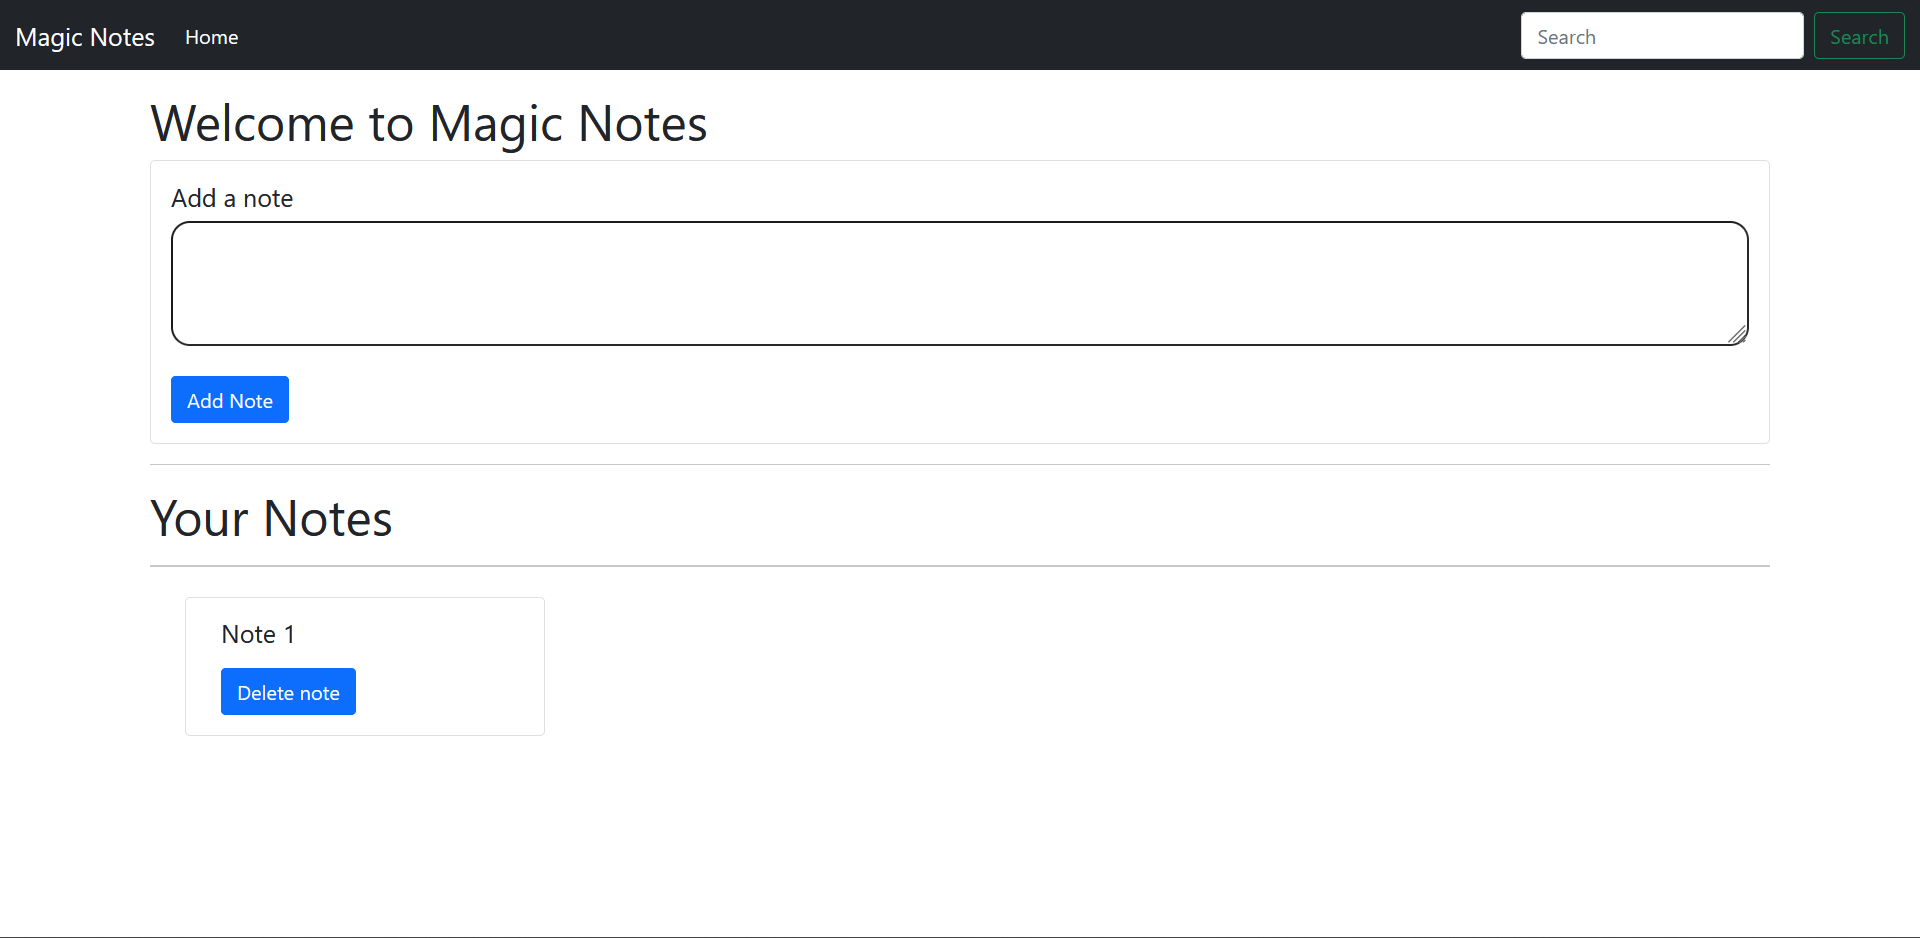 Magic Notes Home Search Search
Welcome to Magic Notes
Add a note
Add Note
Your Notes
Note 1
Delete note